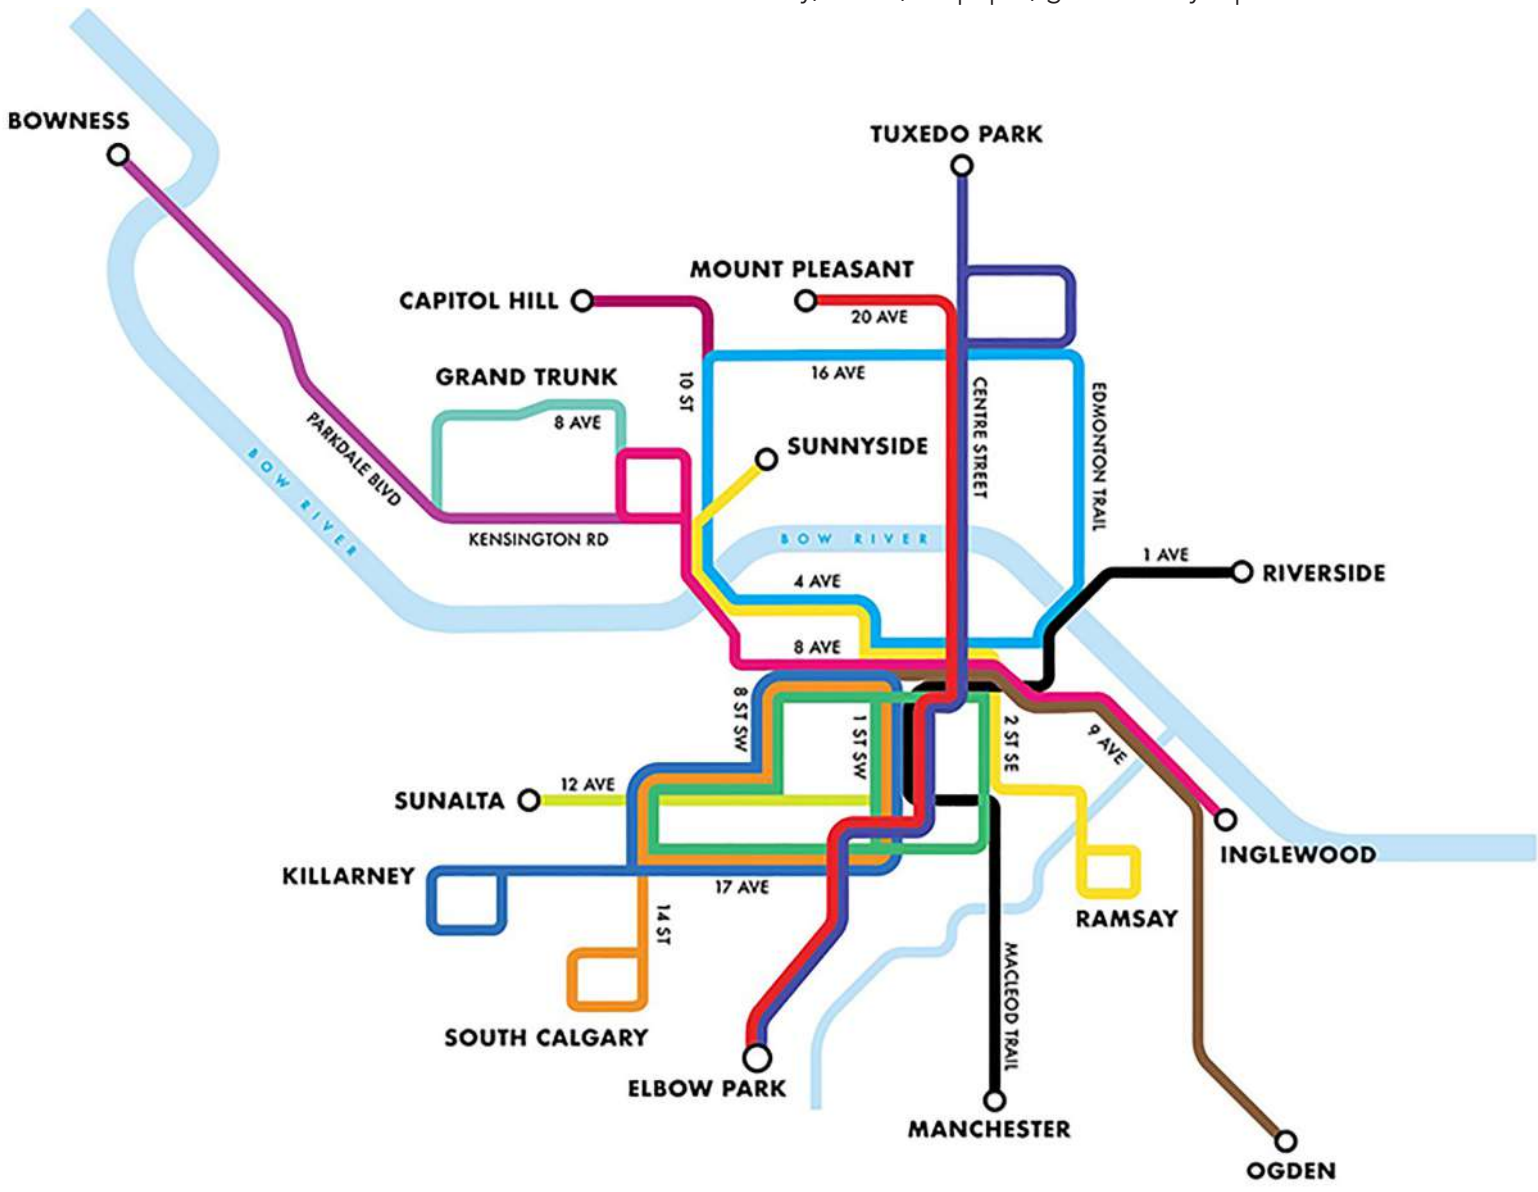 BOWNESS
TUXEDO PARK
MOUNT PLEASANT
CAPITOL HILL
20 AVE
16 AVE
GRAND TRUNK
8 AVE
10 ST
CENTRE STREET
EDMONTON TRAIL
PARKDALE BLVD
SUNNYSIDE
BOW RIVER
KENSINGTON RD
BOW RIVER
1 AVE
RIVERSIDE
4 AVE
8 AVE
8 ST SW
1 ST SW
2 ST SE
9 AVE
12 AVE
SUNALTA
INGLEWOOD
KILLARNEY
17 AVE
14 ST
RAMSAY
MACLEOD TRAIL
SOUTH CALGARY
ELBOW PARK
MANCHESTER
OGDEN